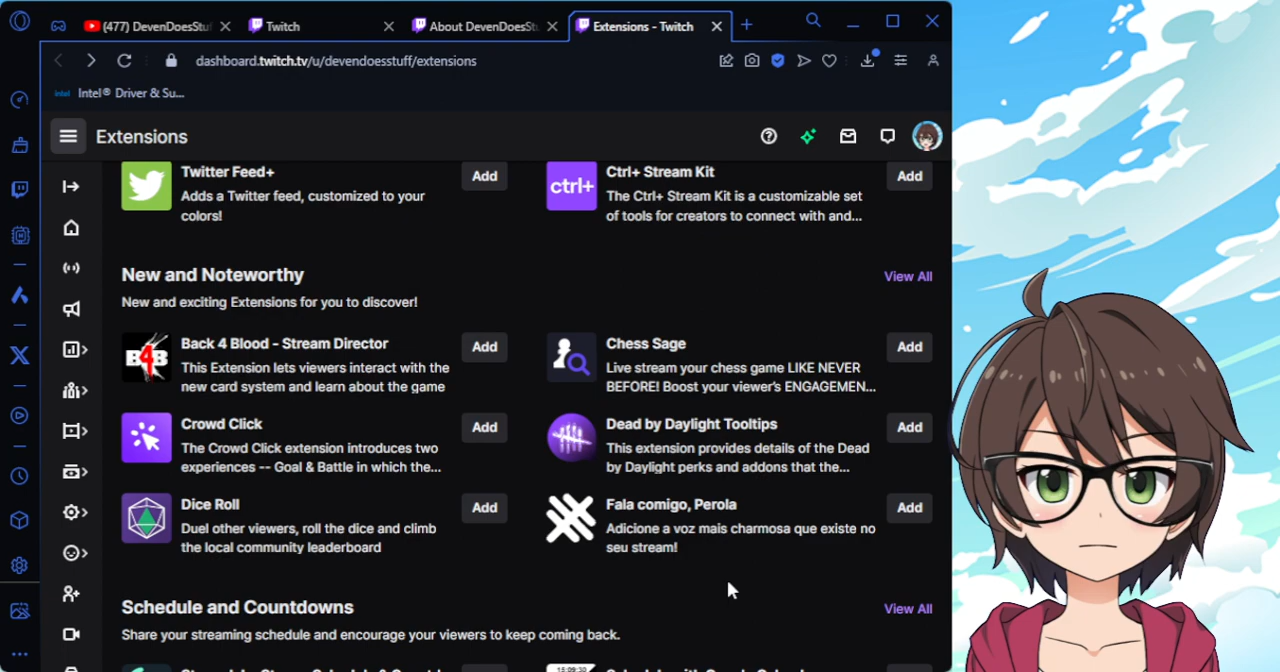 (477) DevenDoesStu
Twitch
About DevenDoesSt
Extensions - Twitch
dashboard.twitch.tv/u/devendoesstuff/extensions
intel Intel® Driver & Su...
Extensions
Twitter Feed+
Adds a Twitter feed, customized to your
colors!
Add
ctrl+
Ctrl+ Stream Kit
The Ctrl+ Stream Kit is a customizable set
of tools for creators to connect with and...
Add
New and Noteworthy
View All
New and exciting Extensions for you to discover!
B4B
Back 4 Blood - Stream Director
This Extension lets viewers interact with the
new card system and learn about the game
Add
Chess Sage
Live stream your chess game LIKE NEVER
BEFORE! Boost your viewer's ENGAGEMEN...
Add
Crowd Click
The Crowd Click extension introduces two
experiences -- Goal & Battle in which the...
Add
Dead by Daylight Tooltips
This extension provides details of the Dead
by Daylight perks and addons that the...
Add
Dice Roll
Duel other viewers, roll the dice and climb
the local community leaderboard
Add
Fala comigo, Perola
Adicione a voz mais charmosa que existe no
seu stream!
Add
Schedule and Countdowns
View All
Share your streaming schedule and encourage your viewers to keep coming back.